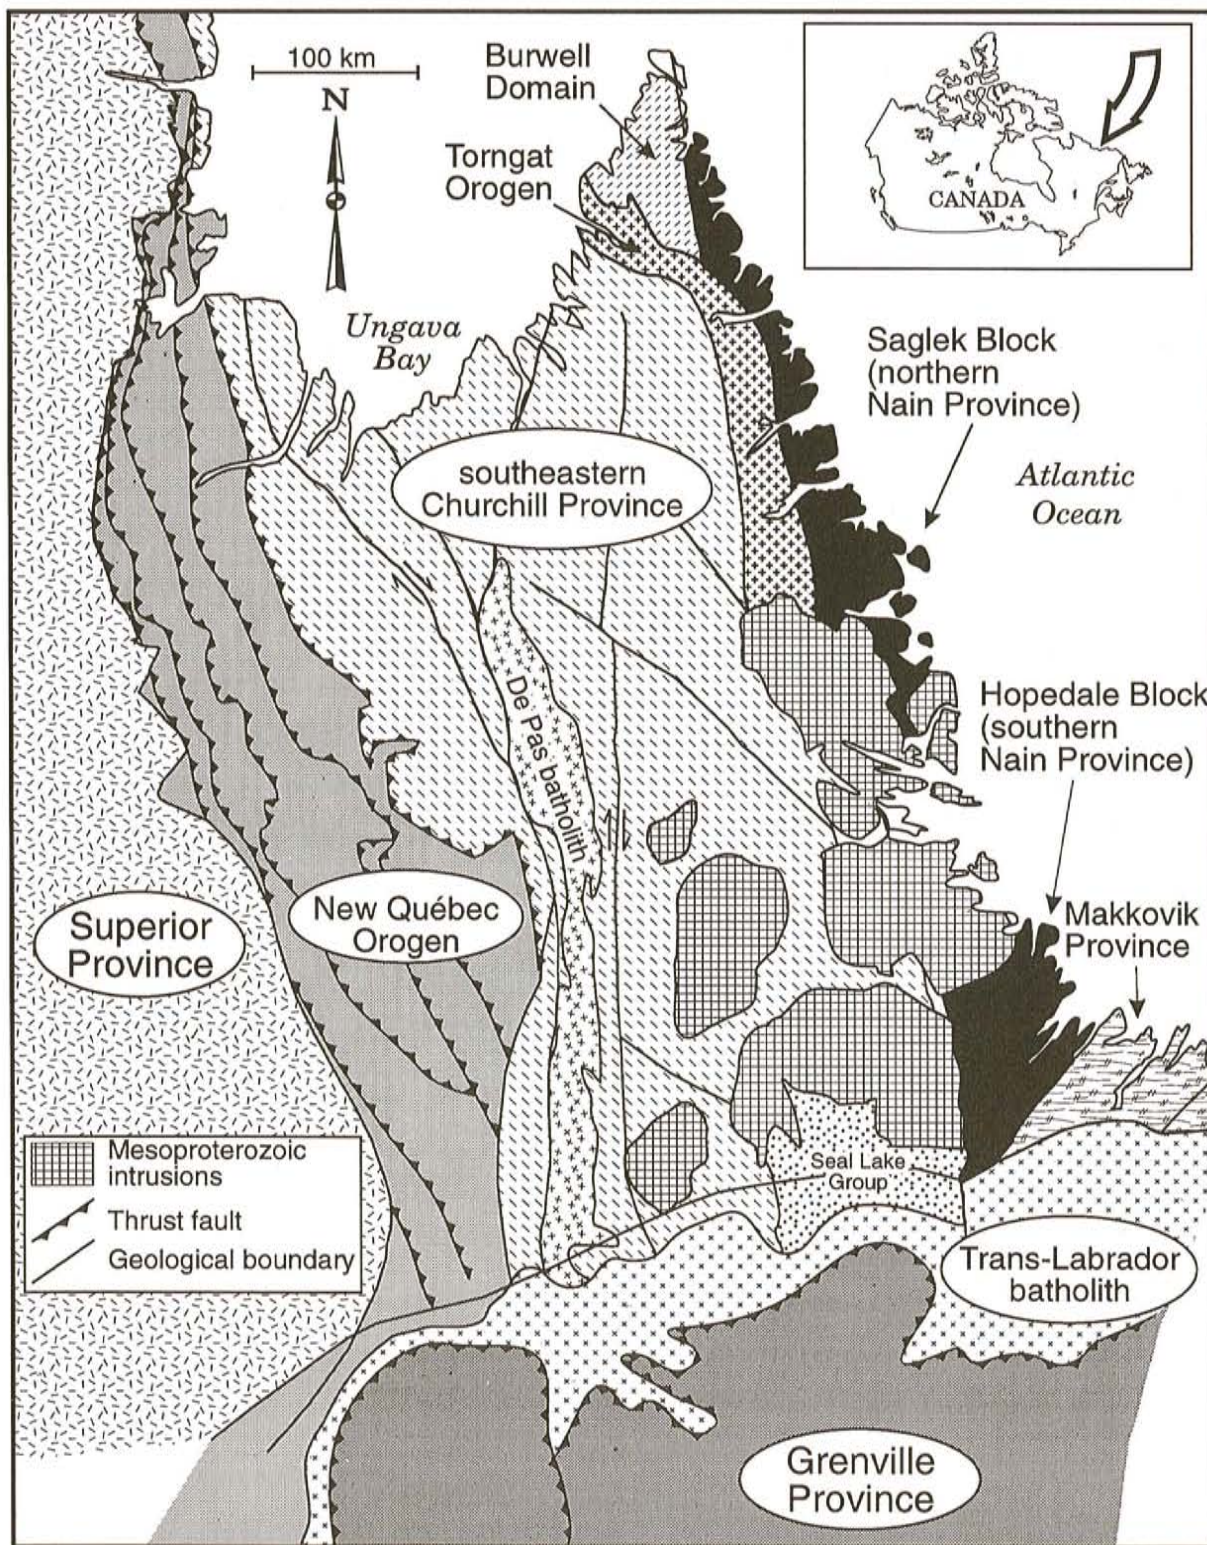 100 km
N
Burwell
Domain
Torngat
Orogen
CANADA
Ungava
Bay
Saglek Block
(northern
Nain Province)
Atlantic
Ocean
southeastern
Churchill Province
De Pas batholith
Hopedale Block
(southern
Nain Province)
Makkovik
Province
Superior
Province
New Québec
Orogen
Mesoproterozoic
intrusions
Thrust fault
Geological boundary
Seal Lake
Group
Trans-Labrador
batholith
Grenville
Province